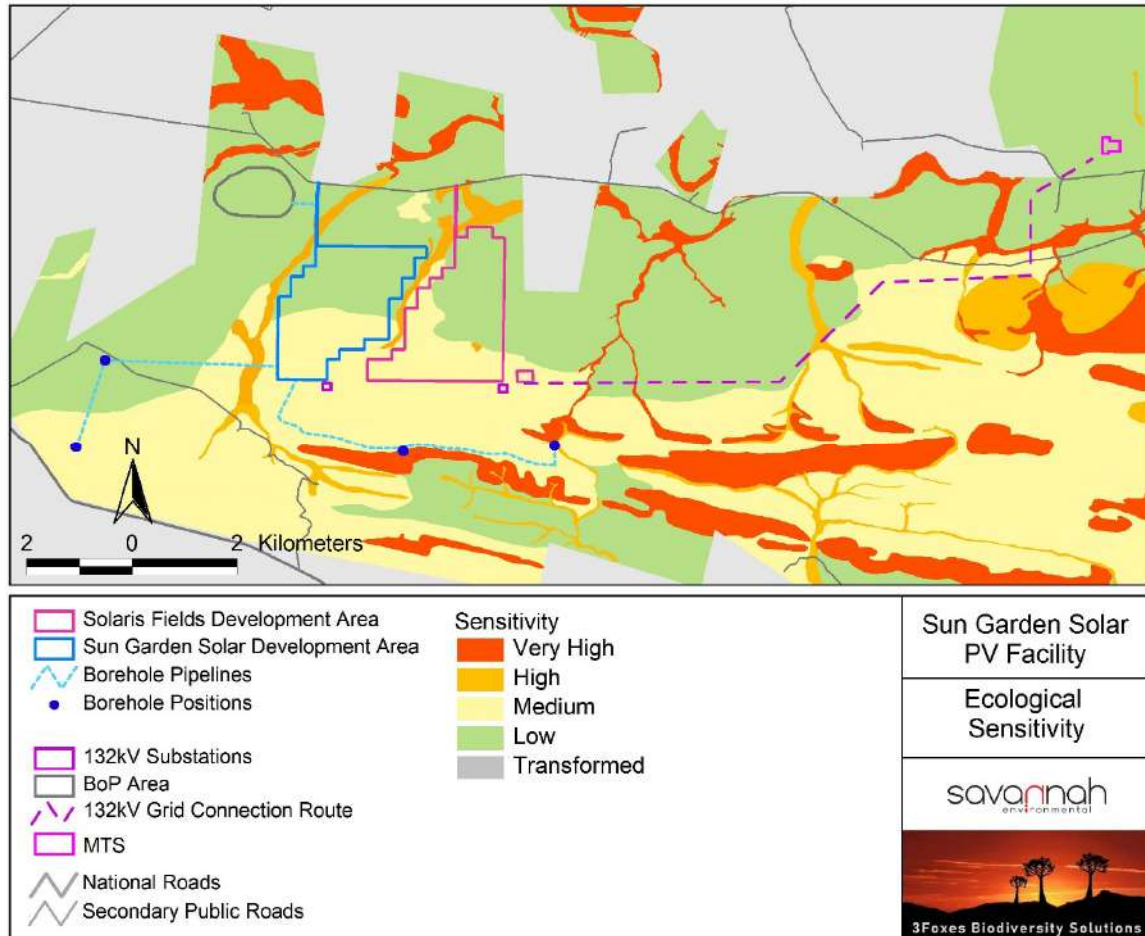 N
2 0 2 Kilometers
Solaris Fields Development Area
Sun Garden Solar Development Area
Borehole Pipelines
Borehole Positions
132kV Substations
BoP Area
132kV Grid Connection Route
MTS
National Roads
Secondary Public Roads
Sensitivity
Very High
High
Medium
Low
Transformed
Sun Garden Solar
PV Facility
Ecological
Sensitivity
savannah
environmental
3Foxes Biodiversity Solutions